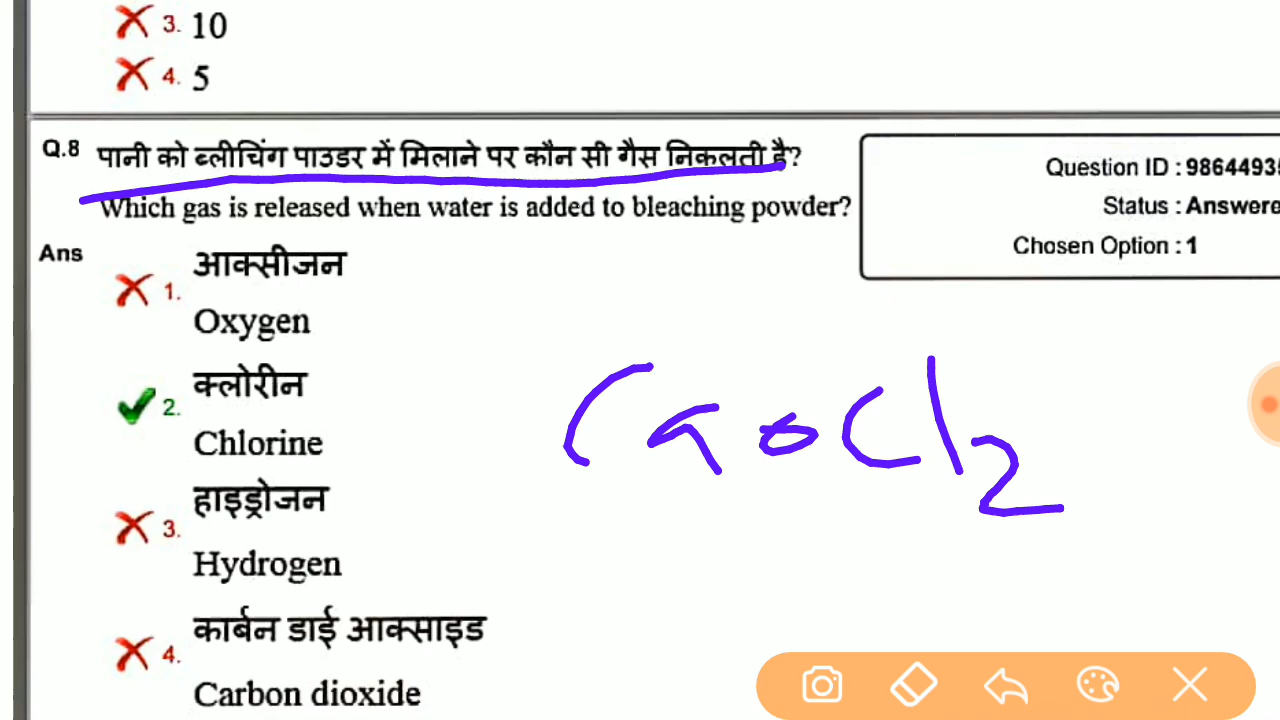 3. 10
4. 5
Q.8 पानी को ब्लीचिंग पाउडर में मिलाने पर कौन सी गैस निकलती है?
Which gas is released when water is added to bleaching powder?
Question ID : 9864493
Status : Answere
Chosen Option : 1
Ans
1. आक्सीजन
Oxygen
2. क्लोरीन
Chlorine
CaoCl2
3. हाइड्रोजन
Hydrogen
4. कार्बन डाई आक्साइड
Carbon dioxide